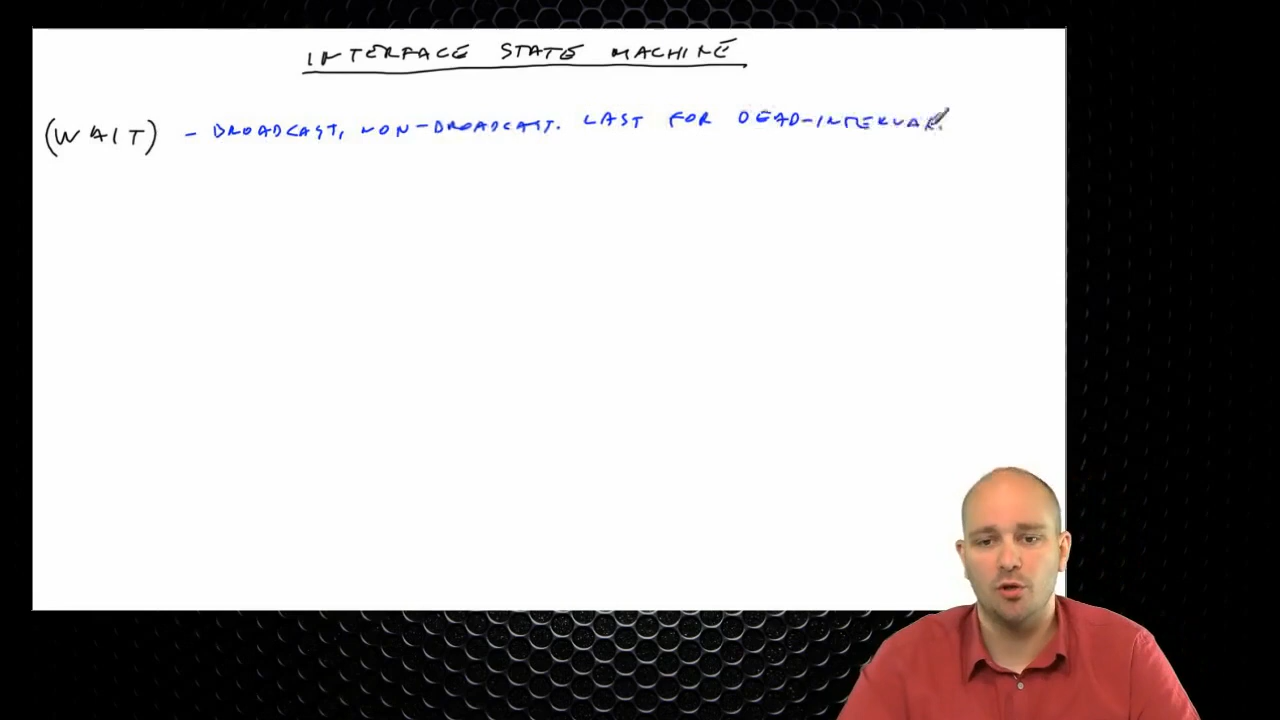 INTERFACE STATE MACHINE
(WAIT) - BROADCAST, NON-BROADCAST. LAST FOR DEAD-INTERVAL